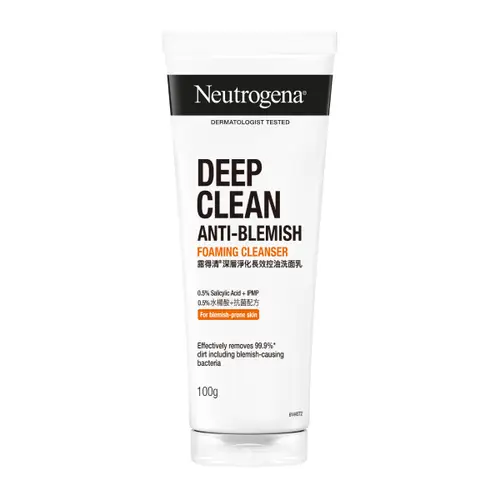 Neutrogena®
DERMATOLOGIST TESTED
DEEP
CLEAN
ANTI-BLEMISH
FOAMING CLEANSER
露得清®深層淨化長效控油洗面乳
0.5% Salicylic Acid + IPMP
0.5%水楊酸+抗菌配方
For blemish-prone skin
Effectively removes 99.9%*
dirt including blemish-causing
bacteria
100g